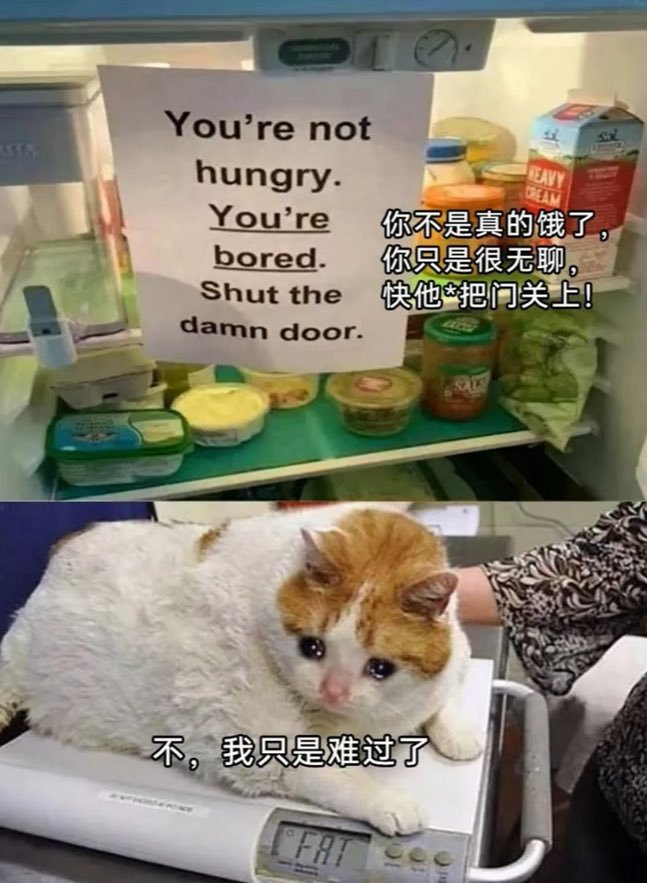 You're not
hungry.
You're
bored.
Shut the
damn door.
HEAVY
CREAM
你不是真的饿了，
你只是很无聊，
快他*把门关上！
不，我只是难过了
FAT